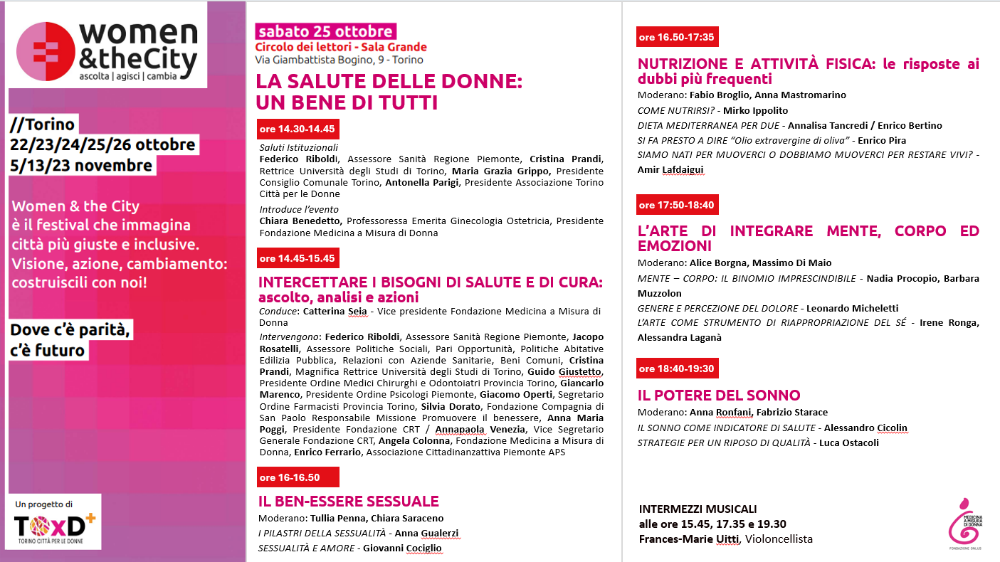 women
&theCity
ascolta | agisci | cambia
//Torino
22/23/24/25/26 ottobre
5/13/23 novembre
Women & the City
è il festival che immagina
città più giuste e inclusive.
Visione, azione, cambiamento:
costruiscili con noi!
Dove c’è parità,
c’è futuro
Un progetto di
ToxD+
TORINO CITTÀ PER LE DONNE
sabato 25 ottobre
Circolo dei lettori - Sala Grande
Via Giambattista Bogino, 9 - Torino
LA SALUTE DELLE DONNE:
UN BENE DI TUTTI
ore 14.30-14.45
Saluti Istituzionali
Federico Riboldi, Assessore Sanità Regione Piemonte, Cristina Prandi,
Rettrice Università degli Studi di Torino, Maria Grazia Grippo, Presidente
Consiglio Comunale Torino, Antonella Parigi, Presidente Associazione Torino
Città per le Donne
Introduce l’evento
Chiara Benedetto, Professoressa Emerita Ginecologia Ostetricia, Presidente
Fondazione Medicina a Misura di Donna
ore 14.45-15.45
INTERCETTARE I BISOGNI DI SALUTE E DI CURA:
ascolto, analisi e azioni
Conduce: Catterina Seia - Vice presidente Fondazione Medicina a Misura di
Donna
Intervengono: Federico Riboldi, Assessore Sanità Regione Piemonte, Jacopo
Rosatelli, Assessore Politiche Sociali, Pari Opportunità, Politiche Abitative
Edilizia Pubblica, Relazioni con Aziende Sanitarie, Beni Comuni, Cristina
Prandi, Magnifica Rettrice Università degli Studi di Torino, Guido Giustetto,
Presidente Ordine Medici Chirurghi e Odontoiatri Provincia Torino, Giancarlo
Marenco, Presidente Ordine Psicologi Piemonte, Giacomo Operti, Segretario
Ordine Farmacisti Provincia Torino, Silvia Dorato, Fondazione Compagnia di
San Paolo Responsabile Missione Promuovere il benessere, Anna Maria
Poggi, Presidente Fondazione CRT / Annapaola Venezia, Vice Segretario
Generale Fondazione CRT, Angela Colonna, Fondazione Medicina a Misura di
Donna, Enrico Ferrario, Associazione Cittadinanzattiva Piemonte APS
ore 16-16.50
IL BEN-ESSERE SESSUALE
Moderano: Tullia Penna, Chiara Saraceno
I PILASTRI DELLA SESSUALITÀ - Anna Gualerzi
SESSUALITÀ E AMORE - Giovanni Cociglio
ore 16.50-17:35
NUTRIZIONE E ATTIVITÀ FISICA: le risposte ai
dubbi più frequenti
Moderano: Fabio Broglio, Anna Mastromarino
COME NUTRIRSI? - Mirko Ippolito
DIETA MEDITERRANEA PER DUE - Annalisa Tancredi / Enrico Bertino
SI FA PRESTO A DIRE “Olio extravergine di oliva” - Enrico Pira
SIAMO NATI PER MUOVERCI O DOBBIAMO MUOVERCI PER RESTARE VIVI? -
Amir Lafdaigui
ore 17:50-18:40
L’ARTE DI INTEGRARE MENTE, CORPO ED
EMOZIONI
Moderano: Alice Borgna, Massimo Di Maio
MENTE – CORPO: IL BINOMIO IMPRESCINDIBILE - Nadia Procopio, Barbara
Muzzolon
GENERE E PERCEZIONE DEL DOLORE - Leonardo Micheletti
L’ARTE COME STRUMENTO DI RIAPPROPRIAZIONE DEL SÉ - Irene Ronga,
Alessandra Laganà
ore 18:40-19:30
IL POTERE DEL SONNO
Moderano: Anna Ronfani, Fabrizio Starace
IL SONNO COME INDICATORE DI SALUTE - Alessandro Cicolin
STRATEGIE PER UN RIPOSO DI QUALITÀ - Luca Ostacoli
INTERMEZZI MUSICALI
alle ore 15.45, 17.35 e 19.30
Frances-Marie Uitti, Violoncellista
MEDICINA
A MISURA
DI DONNA
FONDAZIONE ONLUS